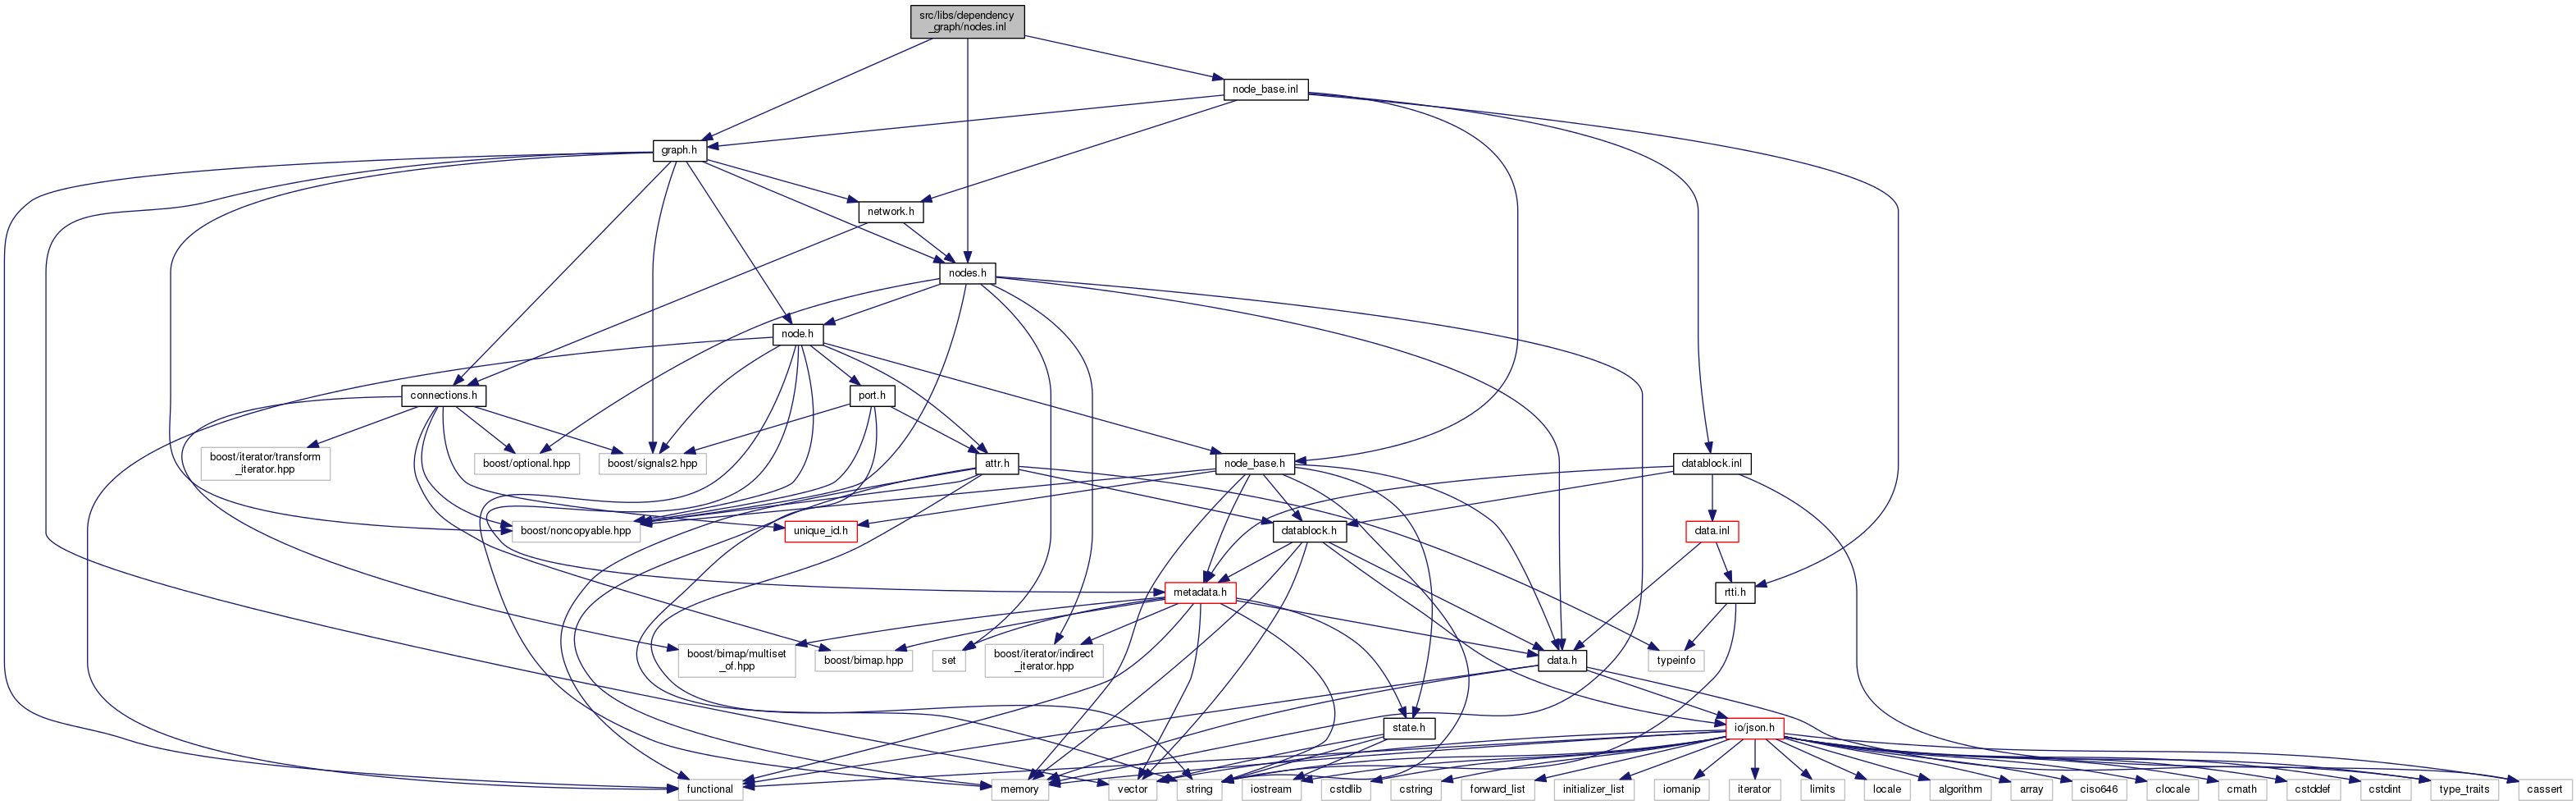 src/libs/dependency
_graph/nodes.inl
node_base.inl
graph.h
network.h
nodes.h
node.h
connections.h
port.h
boost/iterator/transform
_iterator.hpp
boost/optional.hpp
boost/signals2.hpp
attr.h
node_base.h
datablock.inl
boost/noncopyable.hpp
unique_id.h
datablock.h
data.inl
metadata.h
rtti.h
boost/bimap/multiset
_of.hpp
boost/bimap.hpp
set
boost/iterator/indirect
_iterator.hpp
data.h
typeinfo
state.h
io/json.h
functional
memory
vector
string
iostream
cstdlib
cstring
forward_list
initializer_list
iomanip
iterator
limits
locale
algorithm
array
ciso646
clocale
cmath
cstddef
cstdint
type_traits
cassert